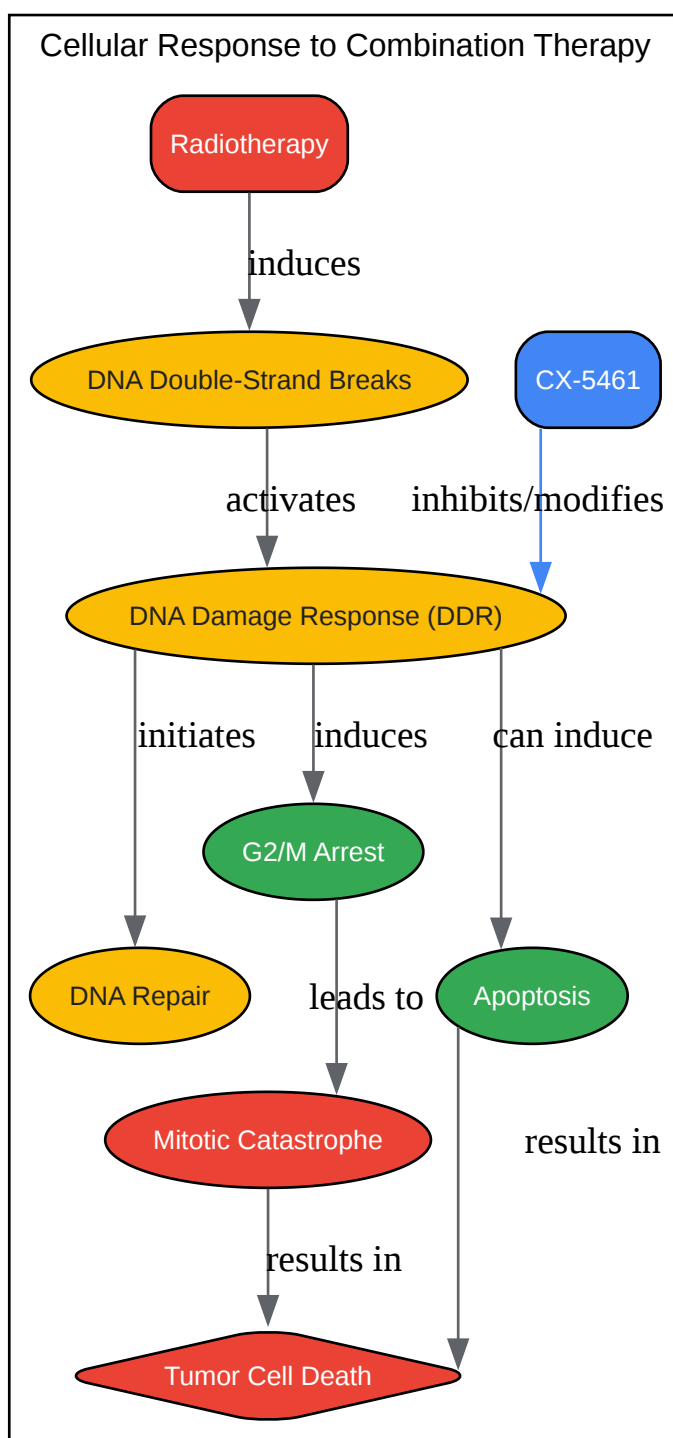 Cellular Response to Combination Therapy
Radiotherapy
induces
DNA Double-Strand Breaks
CX-5461
activates
inhibits/modifies
DNA Damage Response (DDR)
initiates
induces
can induce
G2/M Arrest
DNA Repair
leads to
Apoptosis
Mitotic Catastrophe
results in
results in
Tumor Cell Death